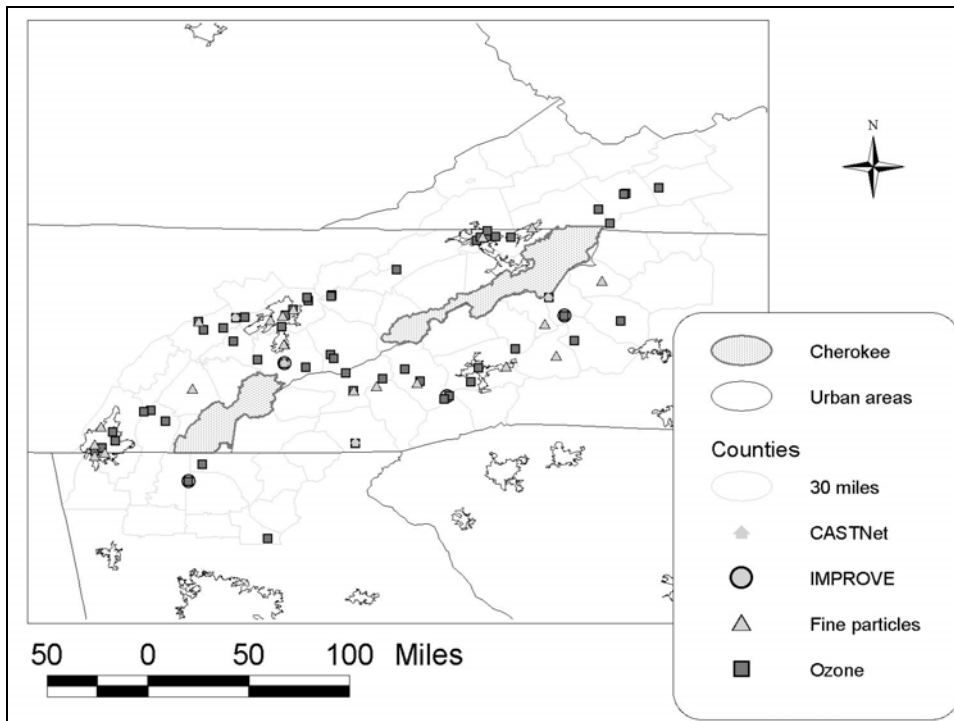 N
Cherokee
Urban areas
Counties
30 miles
CASTNet
IMPROVE
Fine particles
Ozone
50 0 50 100 Miles